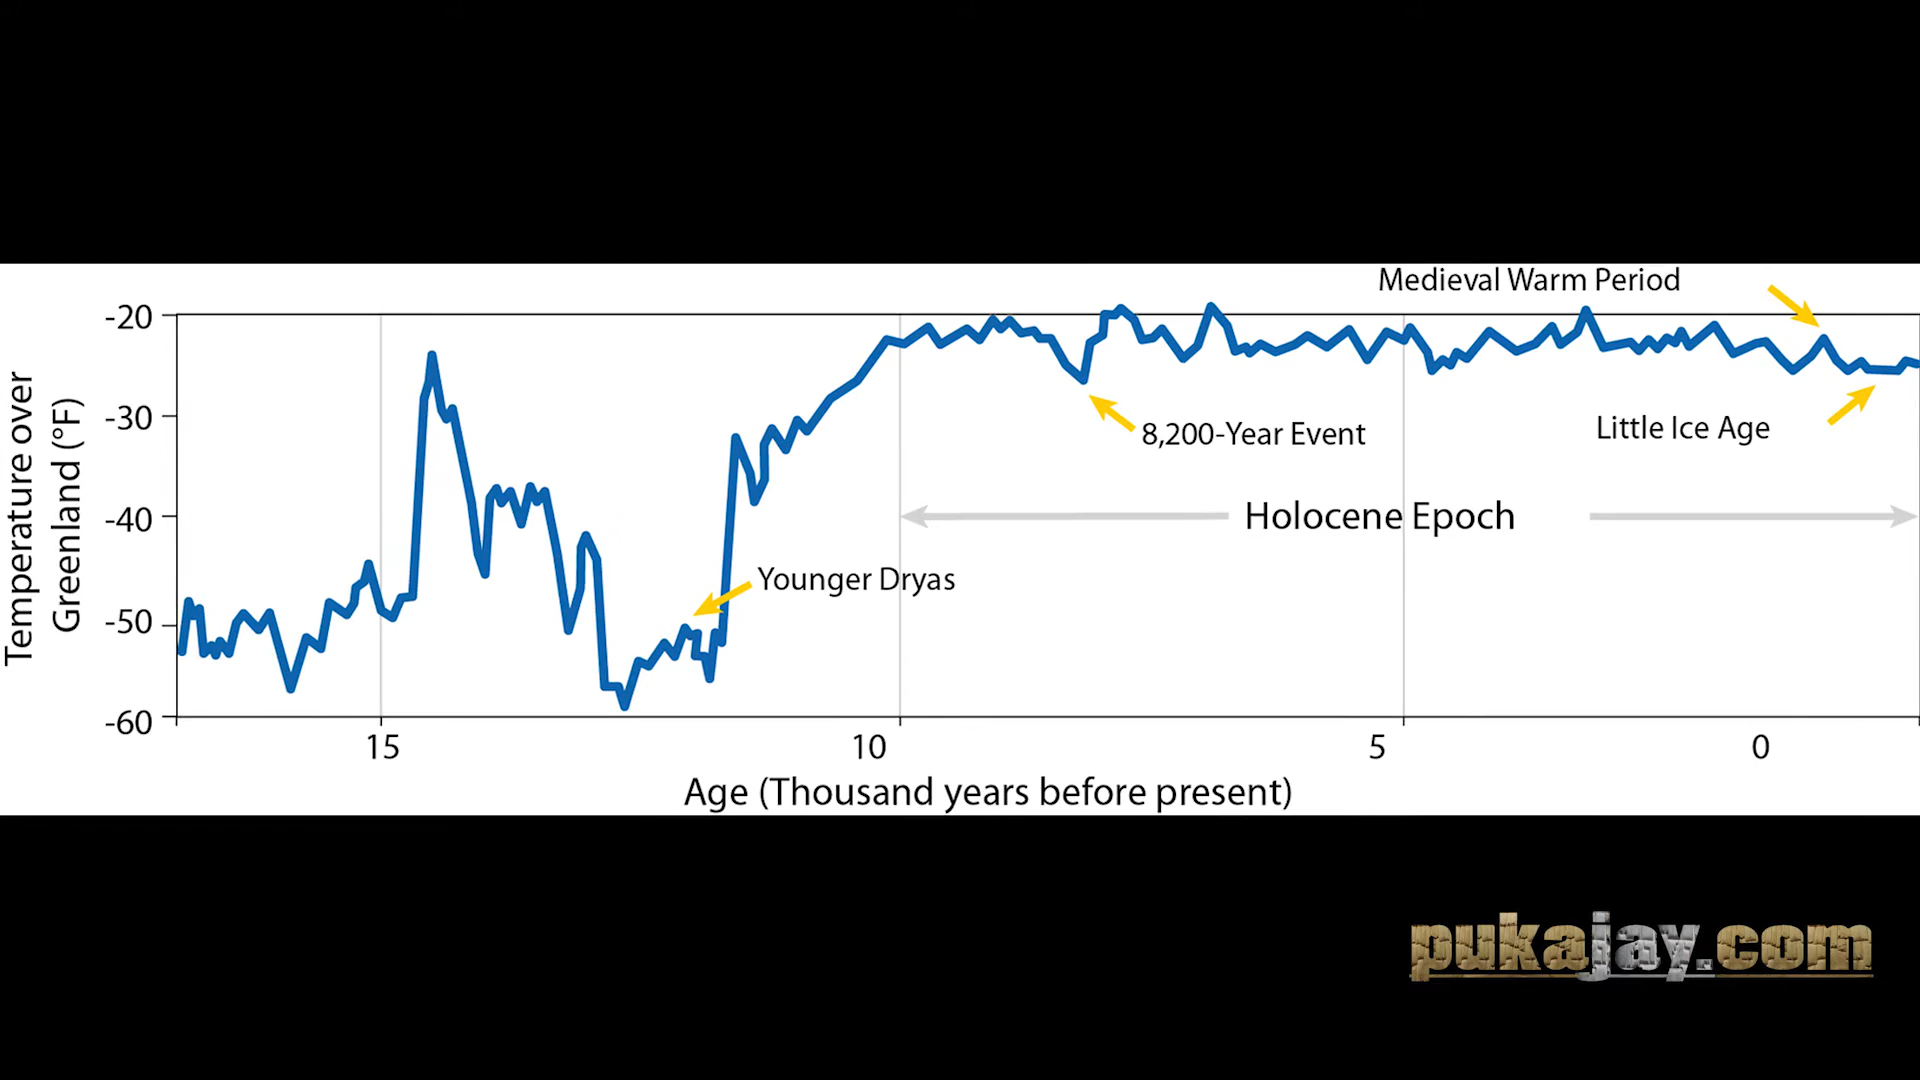 Medieval Warm Period
-20
-30
-40
-50
-60
Temperature over
Greenland (°F)
8,200-Year Event
Little Ice Age
Holocene Epoch
Younger Dryas
15 10 5 0
Age (Thousand years before present)
pukajay.com